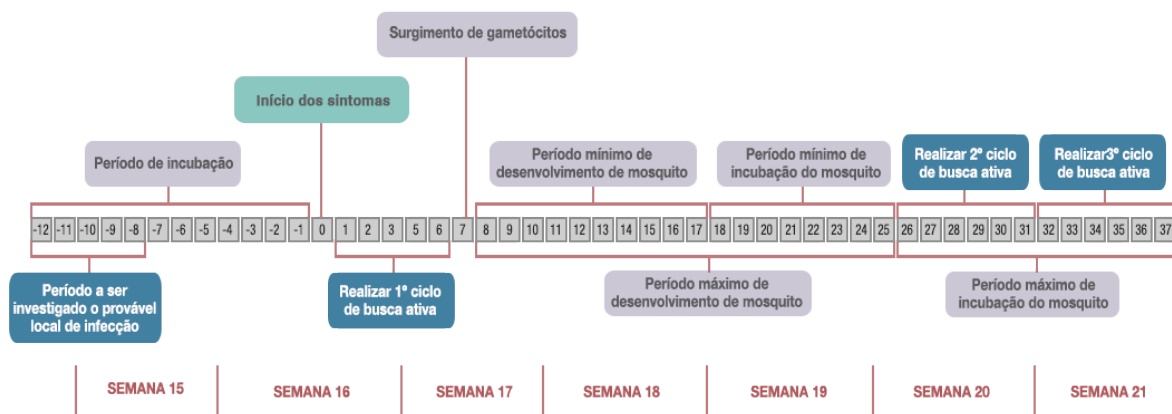 Surgimento de gametócitos
Início dos sintomas
Período de incubação
Período mínimo de
desenvolvimento de mosquito
Período mínimo de
incubação do mosquito
Realizar 2º ciclo
de busca ativa
Realizar3º ciclo
de busca ativa
-12 -11 -10 -9 -8 -7 -6 -5 -4 -3 -2 -1 0 1 2 3 5 6 7 8 9 10 11 12 13 14 15 16 17 18 19 20 21 22 23 24 25 26 27 28 29 30 31 32 33 34 35 36 37
Período a ser
investigado o provável
local de infecção
Realizar 1º ciclo
de busca ativa
Período máximo de
desenvolvimento de mosquito
Período máximo de
incubação do mosquito
SEMANA 15 SEMANA 16 SEMANA 17 SEMANA 18 SEMANA 19 SEMANA 20 SEMANA 21